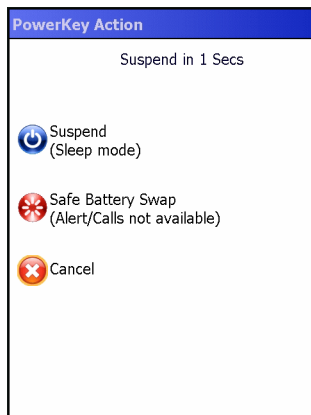 PowerKey Action
Suspend in 1 Secs
Suspend
(Sleep mode)
Safe Battery Swap
(Alert/Calls not available)
Cancel